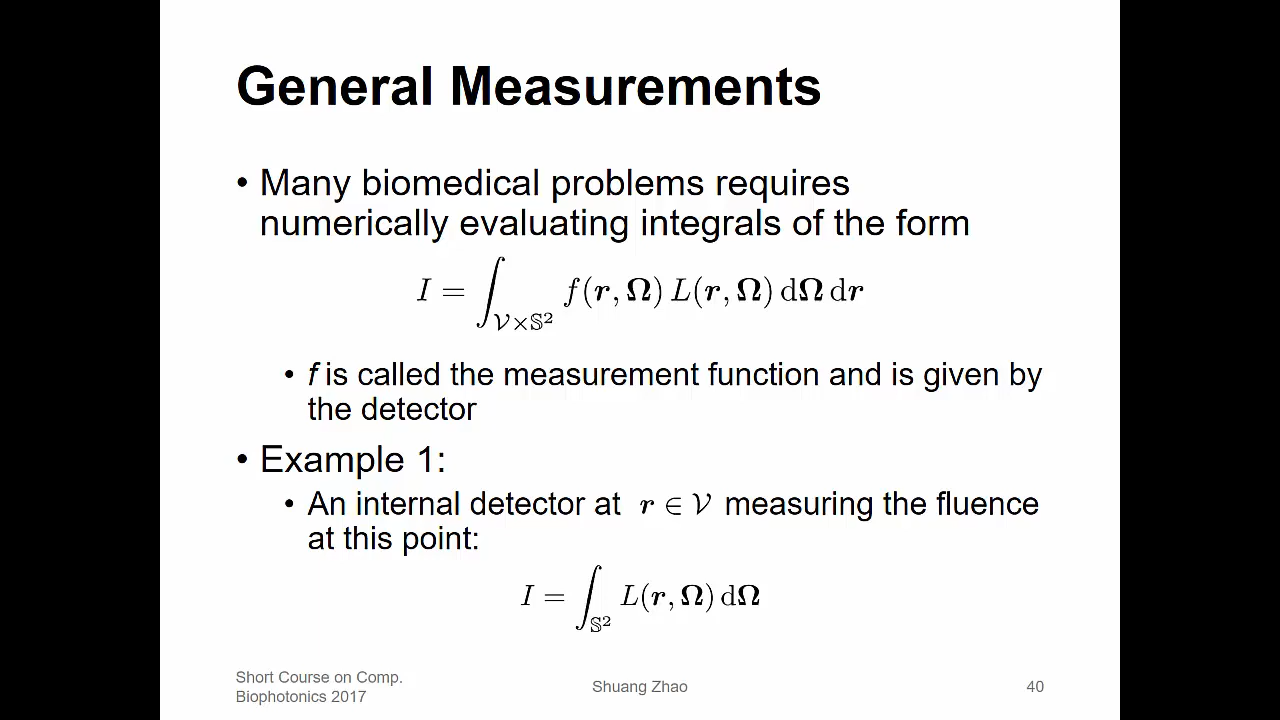 General Measurements
• Many biomedical problems requires
numerically evaluating integrals of the form
I = ∫_{𝒱×𝕊²} f(r, Ω) L(r, Ω) dΩ dr
• f is called the measurement function and is given by
the detector
• Example 1:
• An internal detector at r ∈ 𝒱 measuring the fluence
at this point:
I = ∫_{𝕊²} L(r, Ω) dΩ
Short Course on Comp.
Biophotonics 2017
Shuang Zhao
40